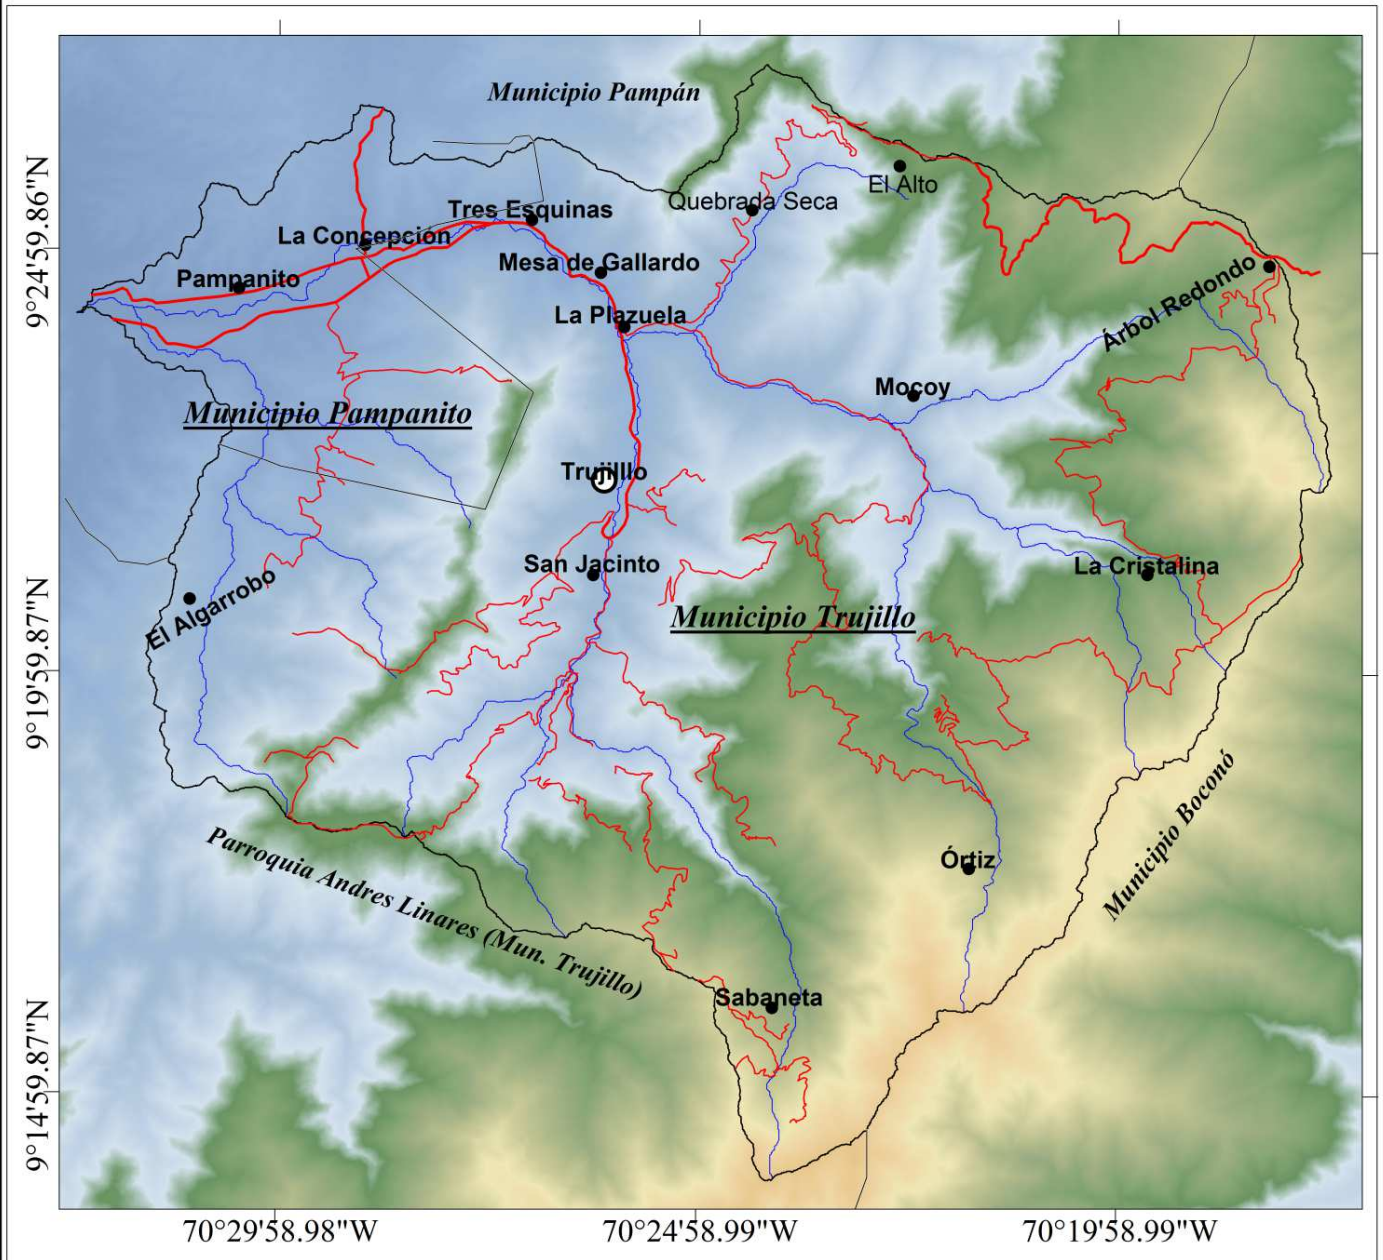 Municipio Pampán
El Alto
Quebrada Seca
Tres Esquinas
La Concepción
9°24'59.86"N
Mesa de Gallardo
Pampanito
Árbol Redondo
La Plazuela
Mocoy
Municipio Pampanito
Trujilllo
San Jacinto
La Cristalina
El Algarrobo
Municipio Trujillo
9°19'59.87"N
Municipio Boconó
Órtiz
Parroquia Andres Linares (Mun. Trujillo)
Sabaneta
9°14'59.87"N
70°29'58.98"W
70°24'58.99"W
70°19'58.99"W